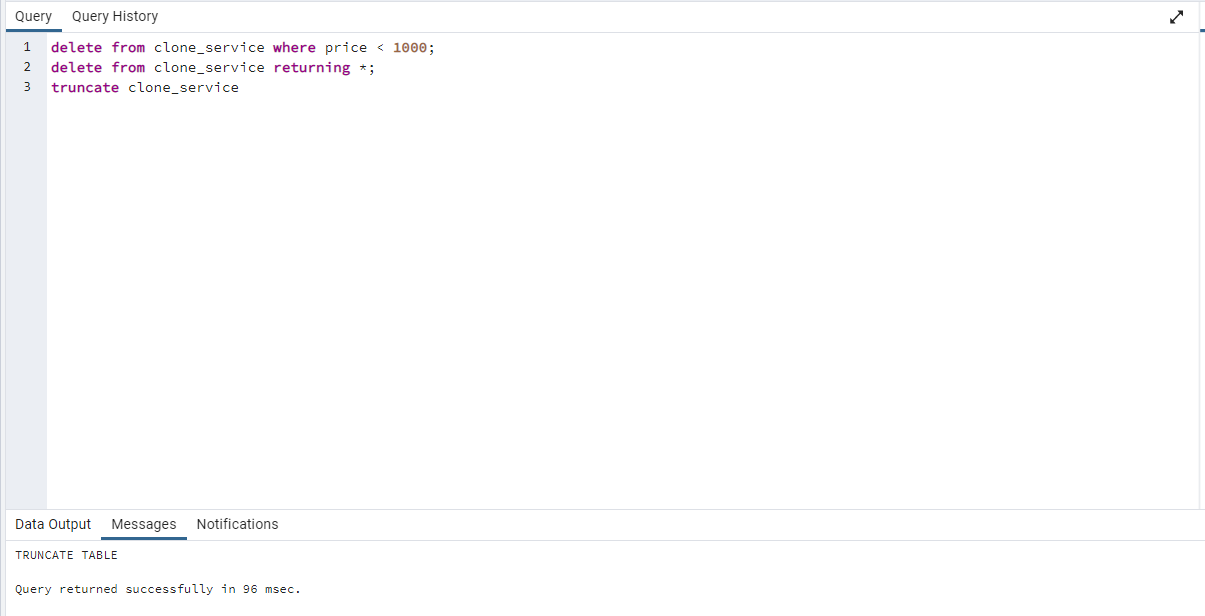 Query Query History
1 delete from clone_service where price < 1000;
2 delete from clone_service returning *;
3 truncate clone_service
Data Output Messages Notifications
TRUNCATE TABLE
Query returned successfully in 96 msec.